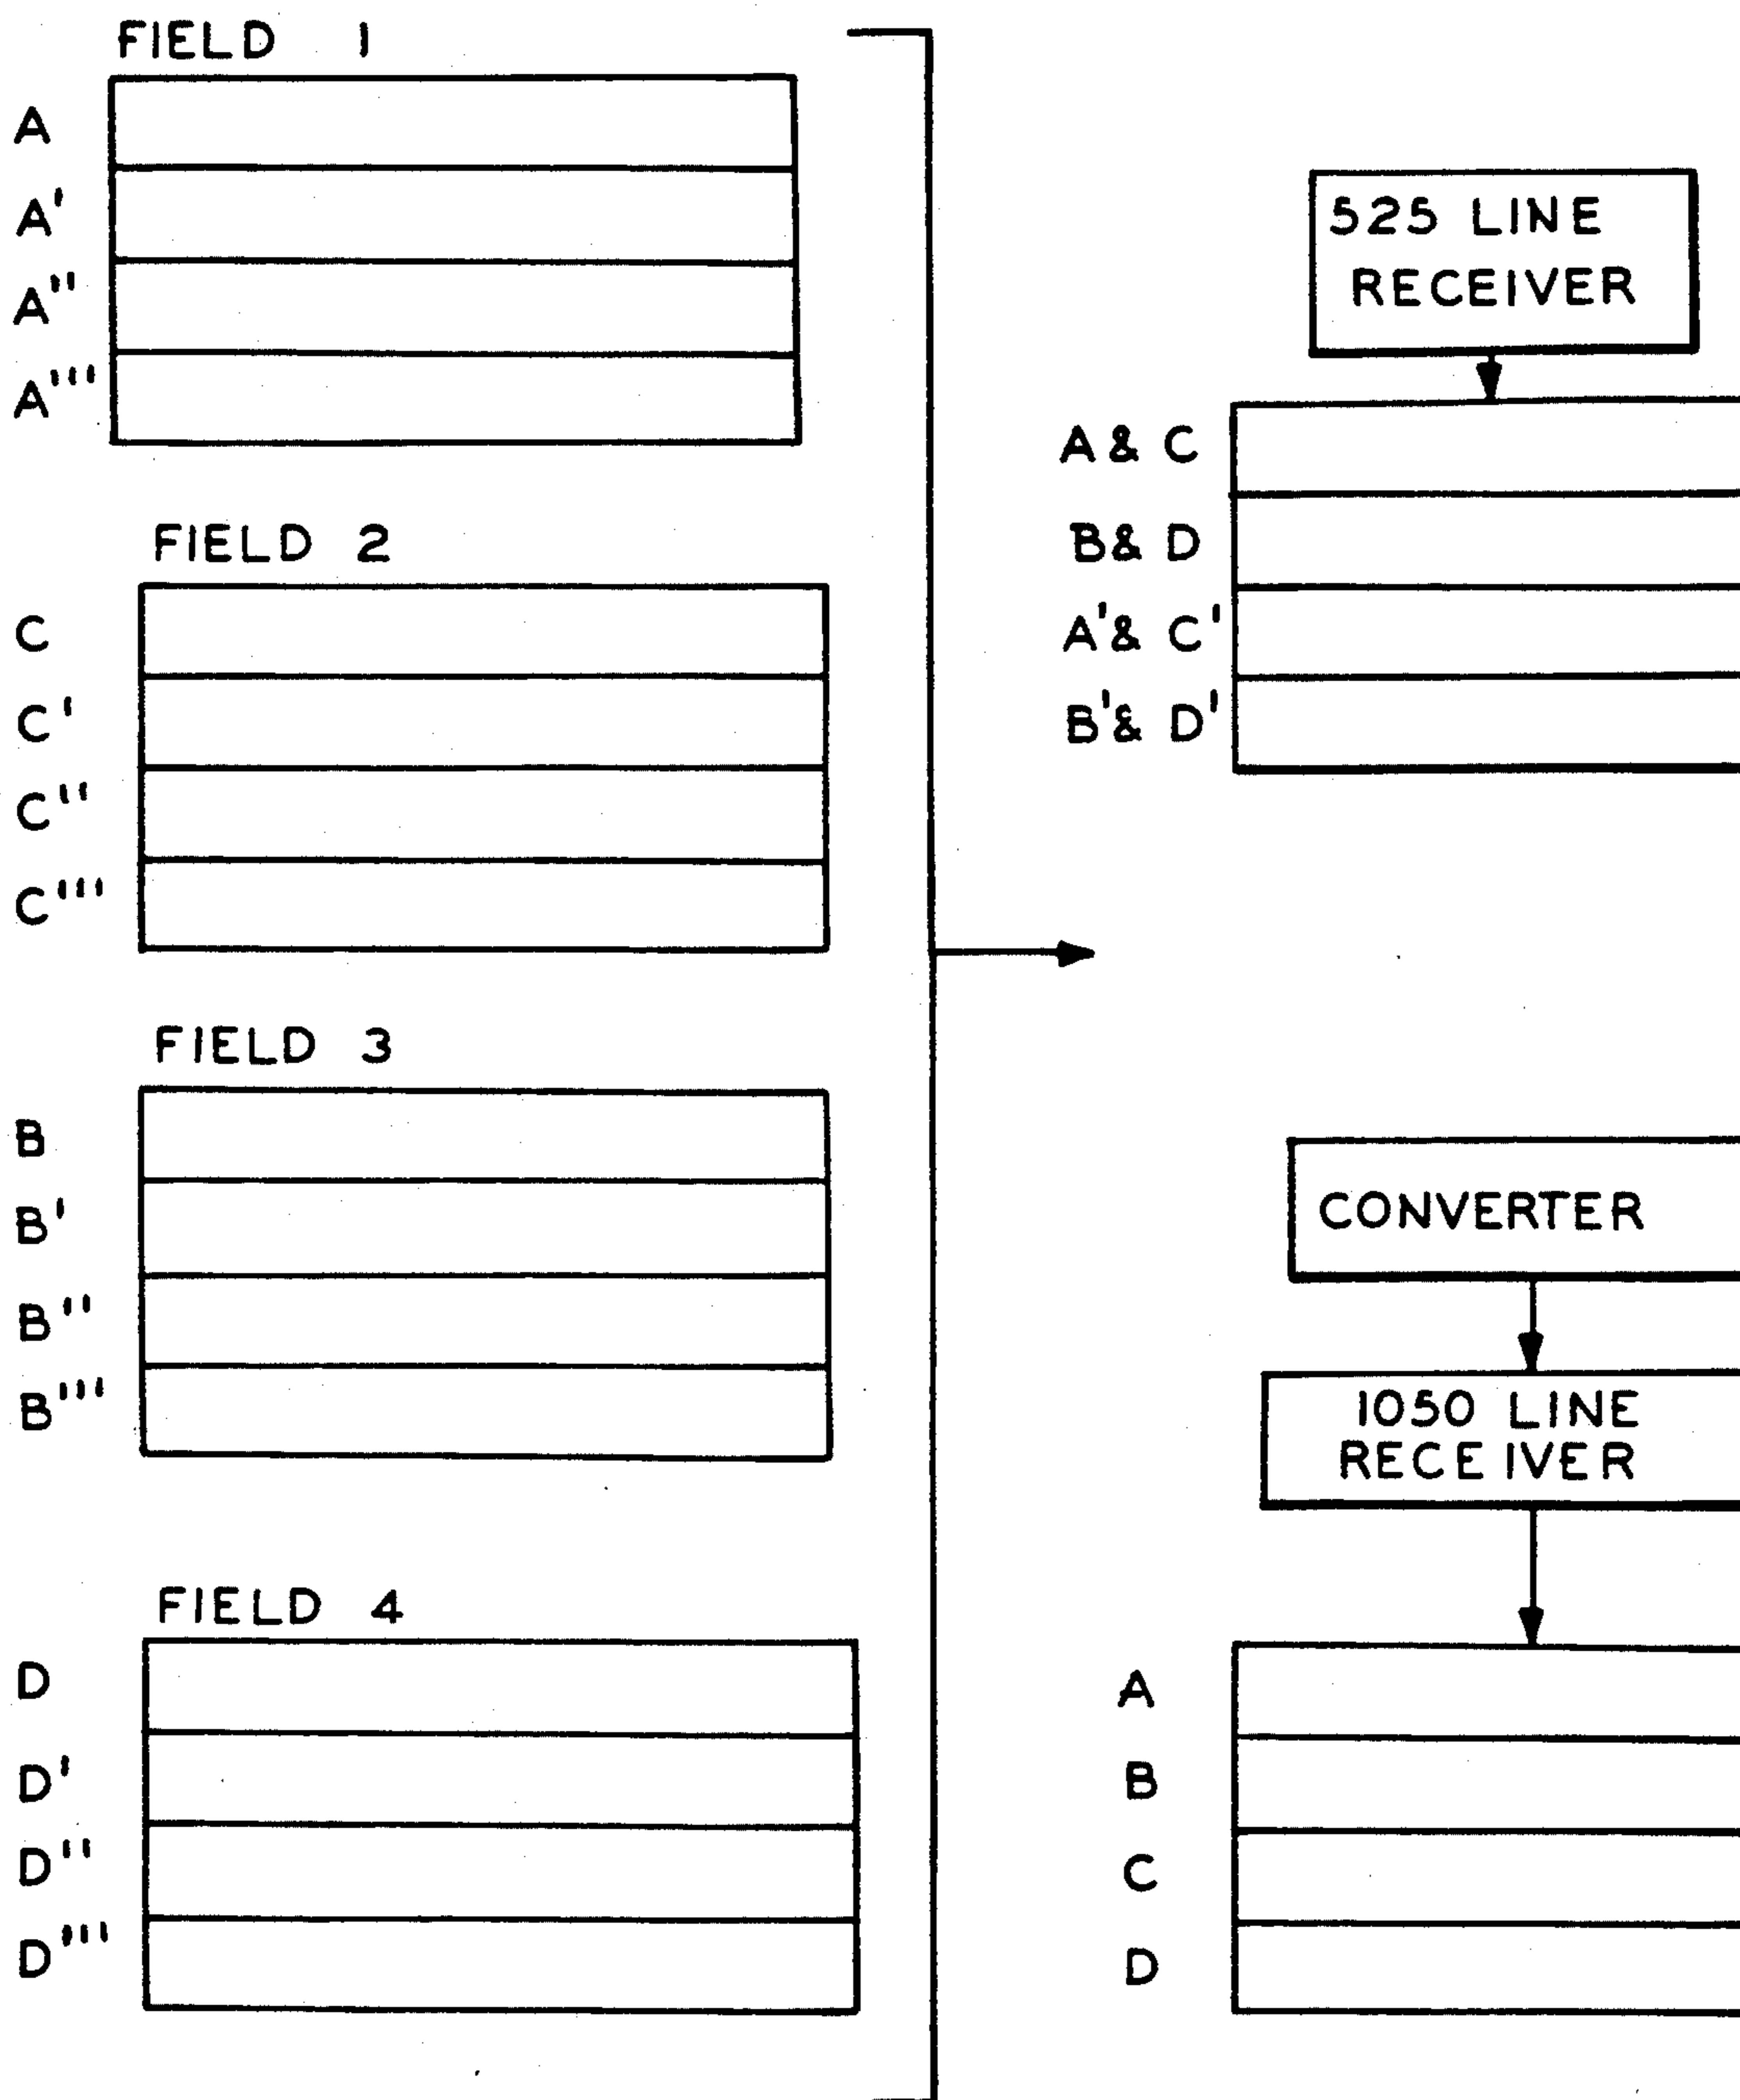 FIELD 1
A
A'
A''
A'''
FIELD 2
C
C'
C''
C'''
FIELD 3
B
B'
B''
B'''
FIELD 4
D
D'
D''
D'''
525 LINE
RECEIVER
A & C
B & D
A' & C'
B' & D'
CONVERTER
1050 LINE
RECEIVER
A
B
C
D